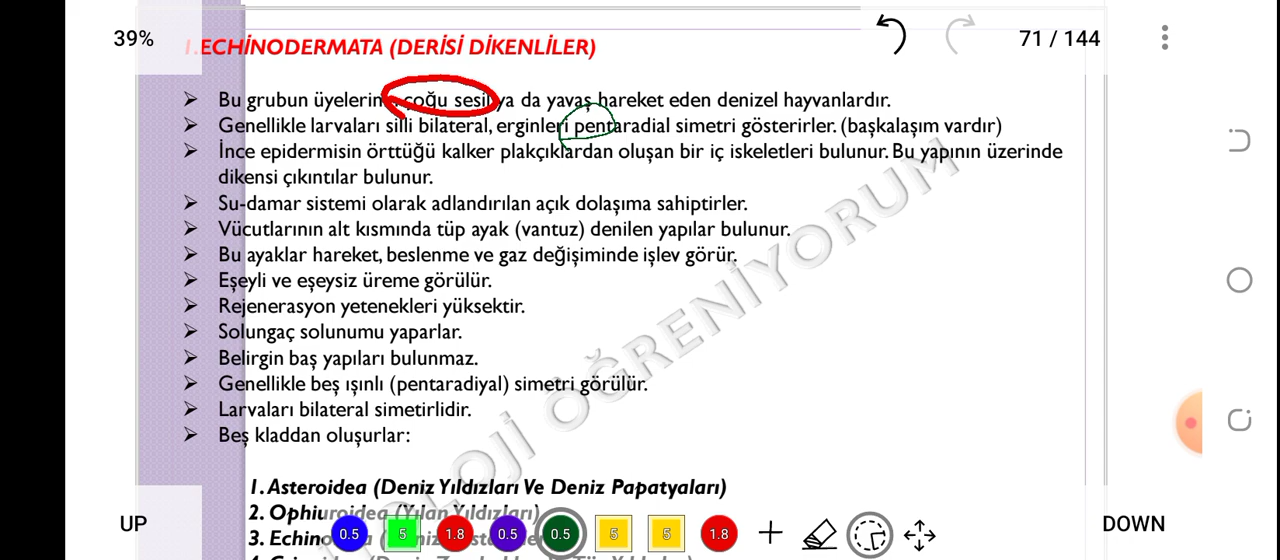 39%
71 / 144
1. ECHİNODERMATA (DERİSİ DİKENLİLER)
Bu grubun üyelerin çoğu sesil ya da yavaş hareket eden denizel hayvanlardır.
Genellikle larvaları silli bilateral, erginleri pentaradial simetri gösterirler. (başkalaşım vardır)
İnce epidermisin örttüğü kalker plakçıklardan oluşan bir iç iskeletleri bulunur. Bu yapının üzerinde
dikensi çıkıntılar bulunur.
Su-damar sistemi olarak adlandırılan açık dolaşıma sahiptirler.
Vücutlarının alt kısmında tüp ayak (vantuz) denilen yapılar bulunur.
Bu ayaklar hareket, beslenme ve gaz değişiminde işlev görür.
Eşeyli ve eşeysiz üreme görülür.
Rejenerasyon yetenekleri yüksektir.
Solungaç solunumu yaparlar.
Belirgin baş yapıları bulunmaz.
Genellikle beş ışınlı (pentaradiyal) simetri görülür.
Larvaları bilateral simetirlidir.
Beş kladdan oluşurlar:
1. Asteroidea (Deniz Yıldızları Ve Deniz Papatyaları)
2. Ophiuroidea (Yılan Yıldızları)
3. Echino
UP
DOWN
0.5 5 1.8 0.5 0.5 5 5 1.8
OLOJİ ÖĞRENİYORUM